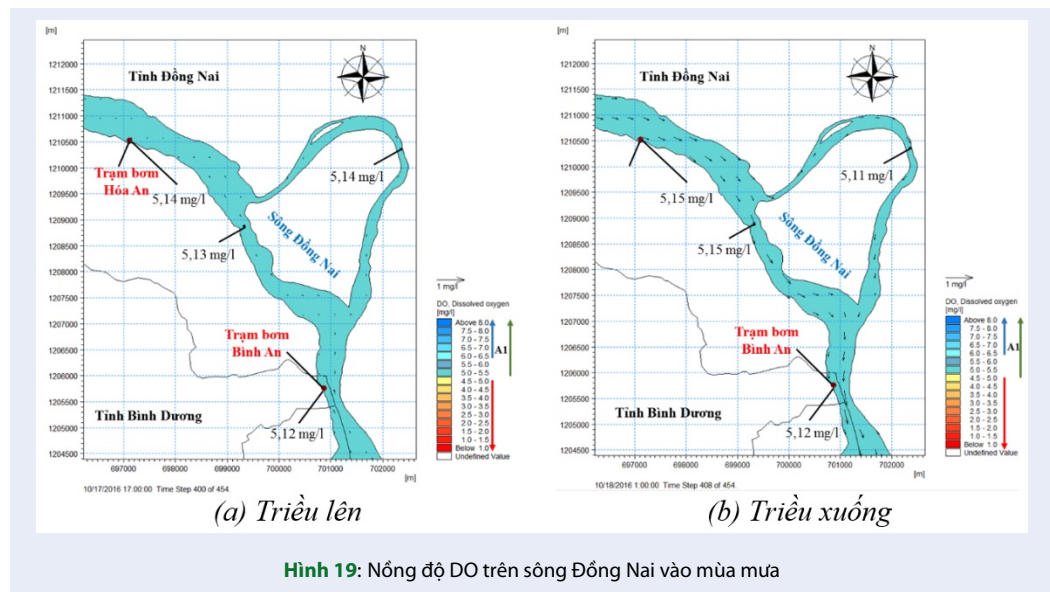 [m]
1212000
1211500
1211000
1210500
1210000
1209500
1209000
1208500
1208000
1207500
1207000
1206500
1206000
1205500
1205000
1204500
Tỉnh Đồng Nai
N
Trạm bơm
Hóa An
5,14 mg/l
5,14 mg/l
5,13 mg/l
Sông Đồng Nai
Trạm bơm
Bình An
Tỉnh Bình Dương
5,12 mg/l
697000 698000 699000 700000 701000 702000
[m]
10/17/2016 17:00:00 Time Step 400 of 454.
1 mg/l
DO, Dissolved oxygen
[mg/l]
Above 8.0
7.5 - 8.0
7.0 - 7.5
6.5 - 7.0
6.0 - 6.5
5.5 - 6.0
5.0 - 5.5
4.5 - 5.0
4.0 - 4.5
3.5 - 4.0
3.0 - 3.5
2.5 - 3.0
2.0 - 2.5
1.5 - 2.0
1.0 - 1.5
Below 1.0
Undefined Value
A1
(a) Triều lên
[m]
1212000
1211500
1211000
1210500
1210000
1209500
1209000
1208500
1208000
1207500
1207000
1206500
1206000
1205500
1205000
1204500
Tỉnh Đồng Nai
N
Trạm bơm
Hóa An
5,15 mg/l
5,11 mg/l
5,15 mg/l
Sông Đồng Nai
Trạm bơm
Bình An
Tỉnh Bình Dương
5,12 mg/l
697000 698000 699000 700000 701000 702000
[m]
10/18/2016 1:00:00 Time Step 408 of 454.
1 mg/l
DO, Dissolved oxygen
[mg/l]
Above 8.0
7.5 - 8.0
7.0 - 7.5
6.5 - 7.0
6.0 - 6.5
5.5 - 6.0
5.0 - 5.5
4.5 - 5.0
4.0 - 4.5
3.5 - 4.0
3.0 - 3.5
2.5 - 3.0
2.0 - 2.5
1.5 - 2.0
1.0 - 1.5
Below 1.0
Undefined Value
A1
(b) Triều xuống
Hình 19: Nồng độ DO trên sông Đồng Nai vào mùa mưa